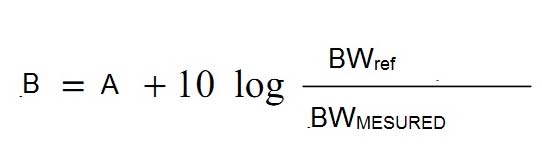 B = A + 10 log BWref
BWMESURED